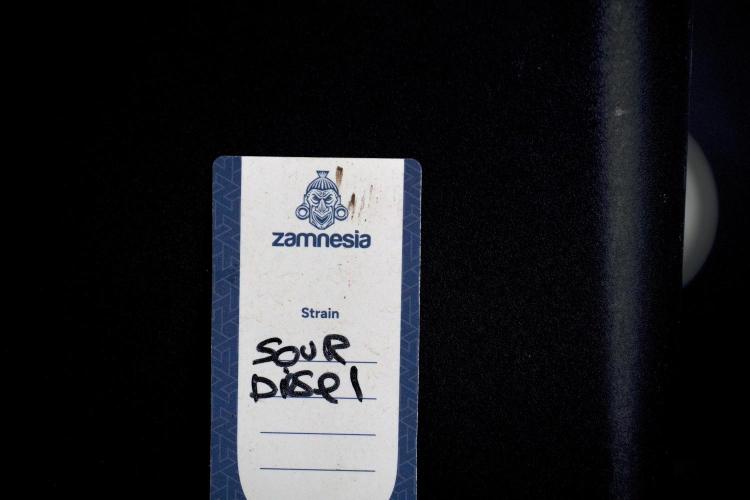 zamnesia
Strain
SOUR
DISel